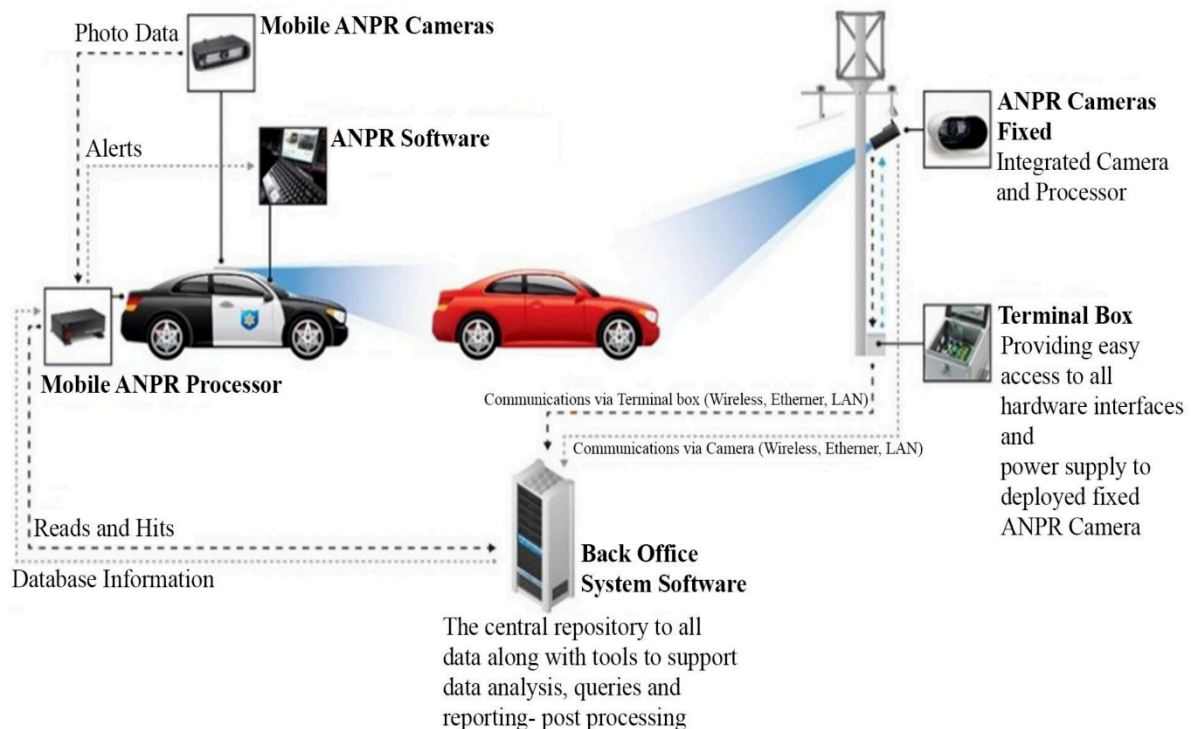 Photo Data
Mobile ANPR Cameras
Alerts
ANPR Software
ANPR Cameras
Fixed
Integrated Camera
and Processor
Mobile ANPR Processor
Terminal Box
Providing easy
access to all
hardware interfaces
and
power supply to
deployed fixed
ANPR Camera
Communications via Terminal box (Wireless, Etherner, LAN)
Communications via Camera (Wireless, Etherner, LAN)
Reads and Hits
Database Information
Back Office
System Software
The central repository to all
data along with tools to support
data analysis, queries and
reporting- post processing